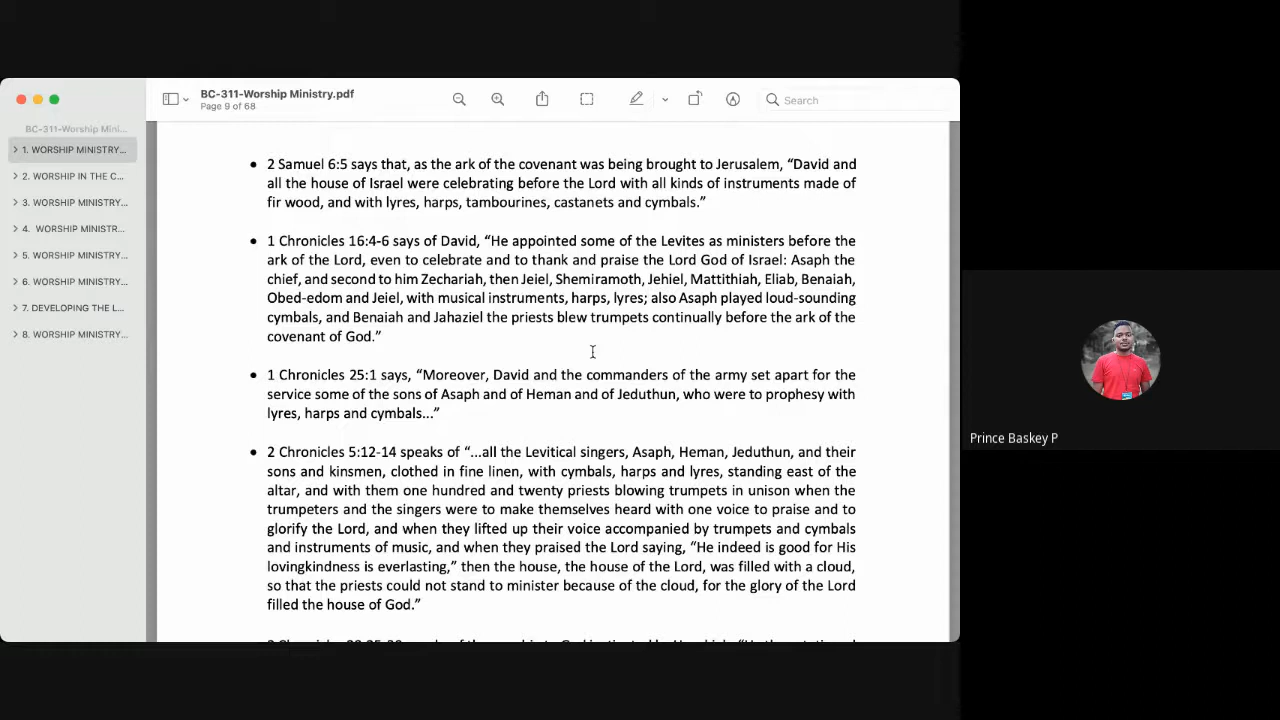 BC-311-Worship Ministry.pdf
Page 9 of 68
Search
BC-311-Worship Mini...
1. WORSHIP MINISTRY...
2. WORSHIP IN THE C...
3. WORSHIP MINISTRY...
4. WORSHIP MINISTR...
5. WORSHIP MINISTRY...
6. WORSHIP MINISTRY...
7. DEVELOPING THE L...
8. WORSHIP MINISTRY...
• 2 Samuel 6:5 says that, as the ark of the covenant was being brought to Jerusalem, “David and
all the house of Israel were celebrating before the Lord with all kinds of instruments made of
fir wood, and with lyres, harps, tambourines, castanets and cymbals.”
• 1 Chronicles 16:4-6 says of David, “He appointed some of the Levites as ministers before the
ark of the Lord, even to celebrate and to thank and praise the Lord God of Israel: Asaph the
chief, and second to him Zechariah, then Jeiel, Shemiramoth, Jehiel, Mattithiah, Eliab, Benaiah,
Obed-edom and Jeiel, with musical instruments, harps, lyres; also Asaph played loud-sounding
cymbals, and Benaiah and Jahaziel the priests blew trumpets continually before the ark of the
covenant of God.”
• 1 Chronicles 25:1 says, “Moreover, David and the commanders of the army set apart for the
service some of the sons of Asaph and of Heman and of Jeduthun, who were to prophesy with
lyres, harps and cymbals...”
• 2 Chronicles 5:12-14 speaks of “...all the Levitical singers, Asaph, Heman, Jeduthun, and their
sons and kinsmen, clothed in fine linen, with cymbals, harps and lyres, standing east of the
altar, and with them one hundred and twenty priests blowing trumpets in unison when the
trumpeters and the singers were to make themselves heard with one voice to praise and to
glorify the Lord, and when they lifted up their voice accompanied by trumpets and cymbals
and instruments of music, and when they praised the Lord saying, “He indeed is good for His
lovingkindness is everlasting,” then the house, the house of the Lord, was filled with a cloud,
so that the priests could not stand to minister because of the cloud, for the glory of the Lord
filled the house of God.”
Prince Baskey P